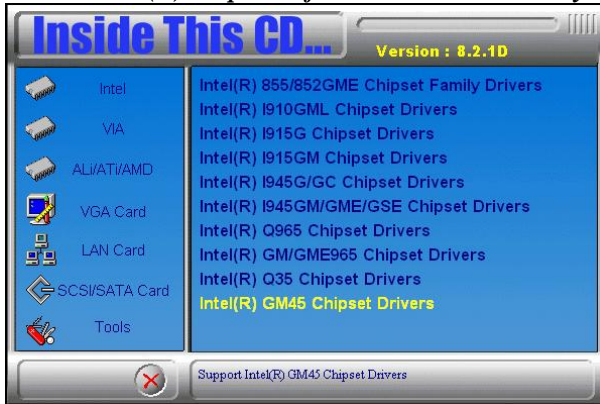 Inside This CD...
Version : 8.2.1D
Intel
VIA
ALi/ATi/AMD
VGA Card
LAN Card
SCSI/SATA Card
Tools
Intel(R) 855/852GME Chipset Family Drivers
Intel(R) I910GML Chipset Drivers
Intel(R) I915G Chipset Drivers
Intel(R) I915GM Chipset Drivers
Intel(R) I945G/GC Chipset Drivers
Intel(R) I945GM/GME/GSE Chipset Drivers
Intel(R) Q965 Chipset Drivers
Intel(R) GM/GME965 Chipset Drivers
Intel(R) Q35 Chipset Drivers
Intel(R) GM45 Chipset Drivers
Support Intel(R) GM45 Chipset Drivers